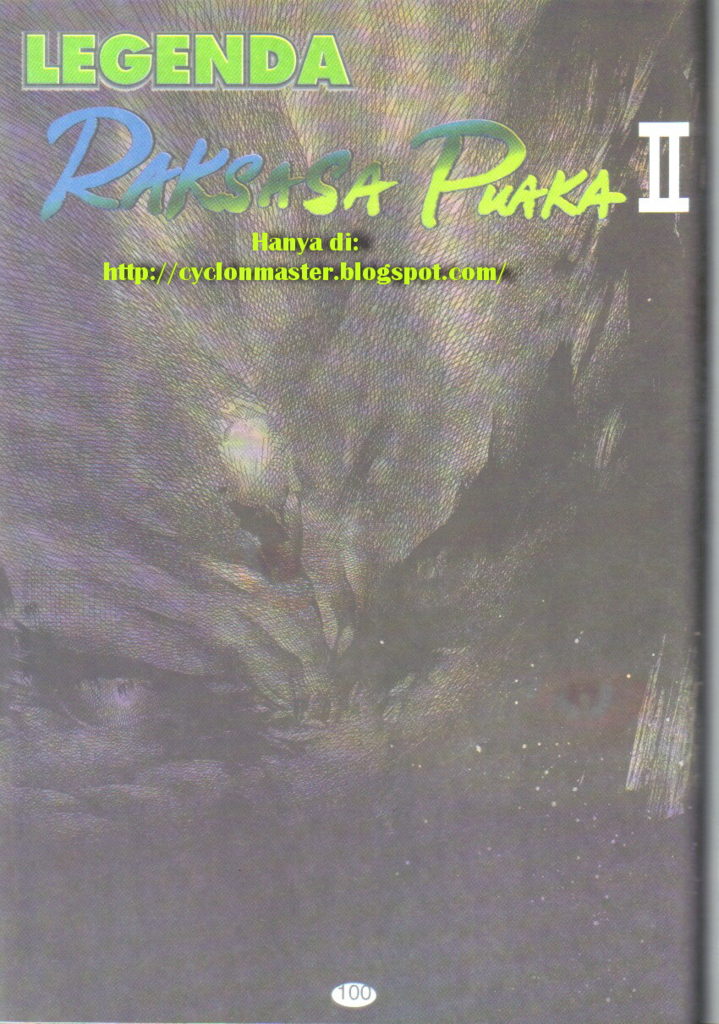 LEGENDA
RAKSASA PUAKA II
Hanya di:
http://cyclonmaster.blogspot.com/
100